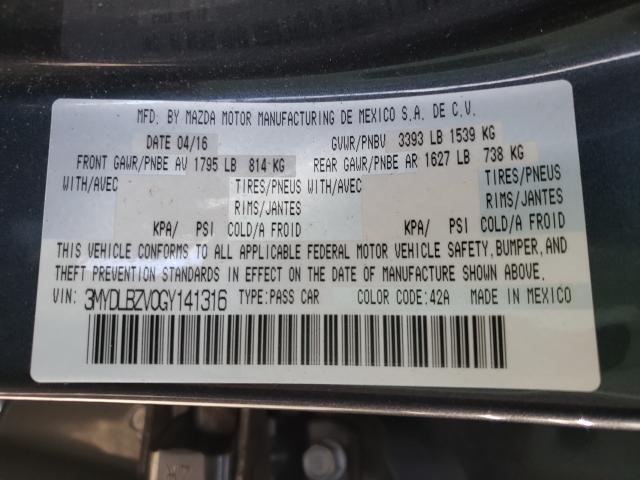 MFD. BY MAZDA MOTOR MANUFACTURING DE MEXICO S.A. DE C.V.
DATE 04/16 GVWR/PNBV 3393 LB 1539 KG
FRONT GAWR/PNBE AV 1795 LB 814 KG REAR GAWR/PNBE AR 1627 LB 738 KG
WITH/AVEC TIRES/PNEUS WITH/AVEC TIRES/PNEUS
RIMS/JANTES RIMS/JANTES
KPA/ PSI COLD/A FROID KPA/ PSI COLD/A FROID
THIS VEHICLE CONFORMS TO ALL APPLICABLE FEDERAL MOTOR VEHICLE SAFETY, BUMPER, AND
THEFT PREVENTION STANDARDS IN EFFECT ON THE DATE OF MANUFACTURE SHOWN ABOVE.
VIN: 3MYDLBZV0GY141316 TYPE:PASS CAR COLOR CODE:42A MADE IN MEXICO